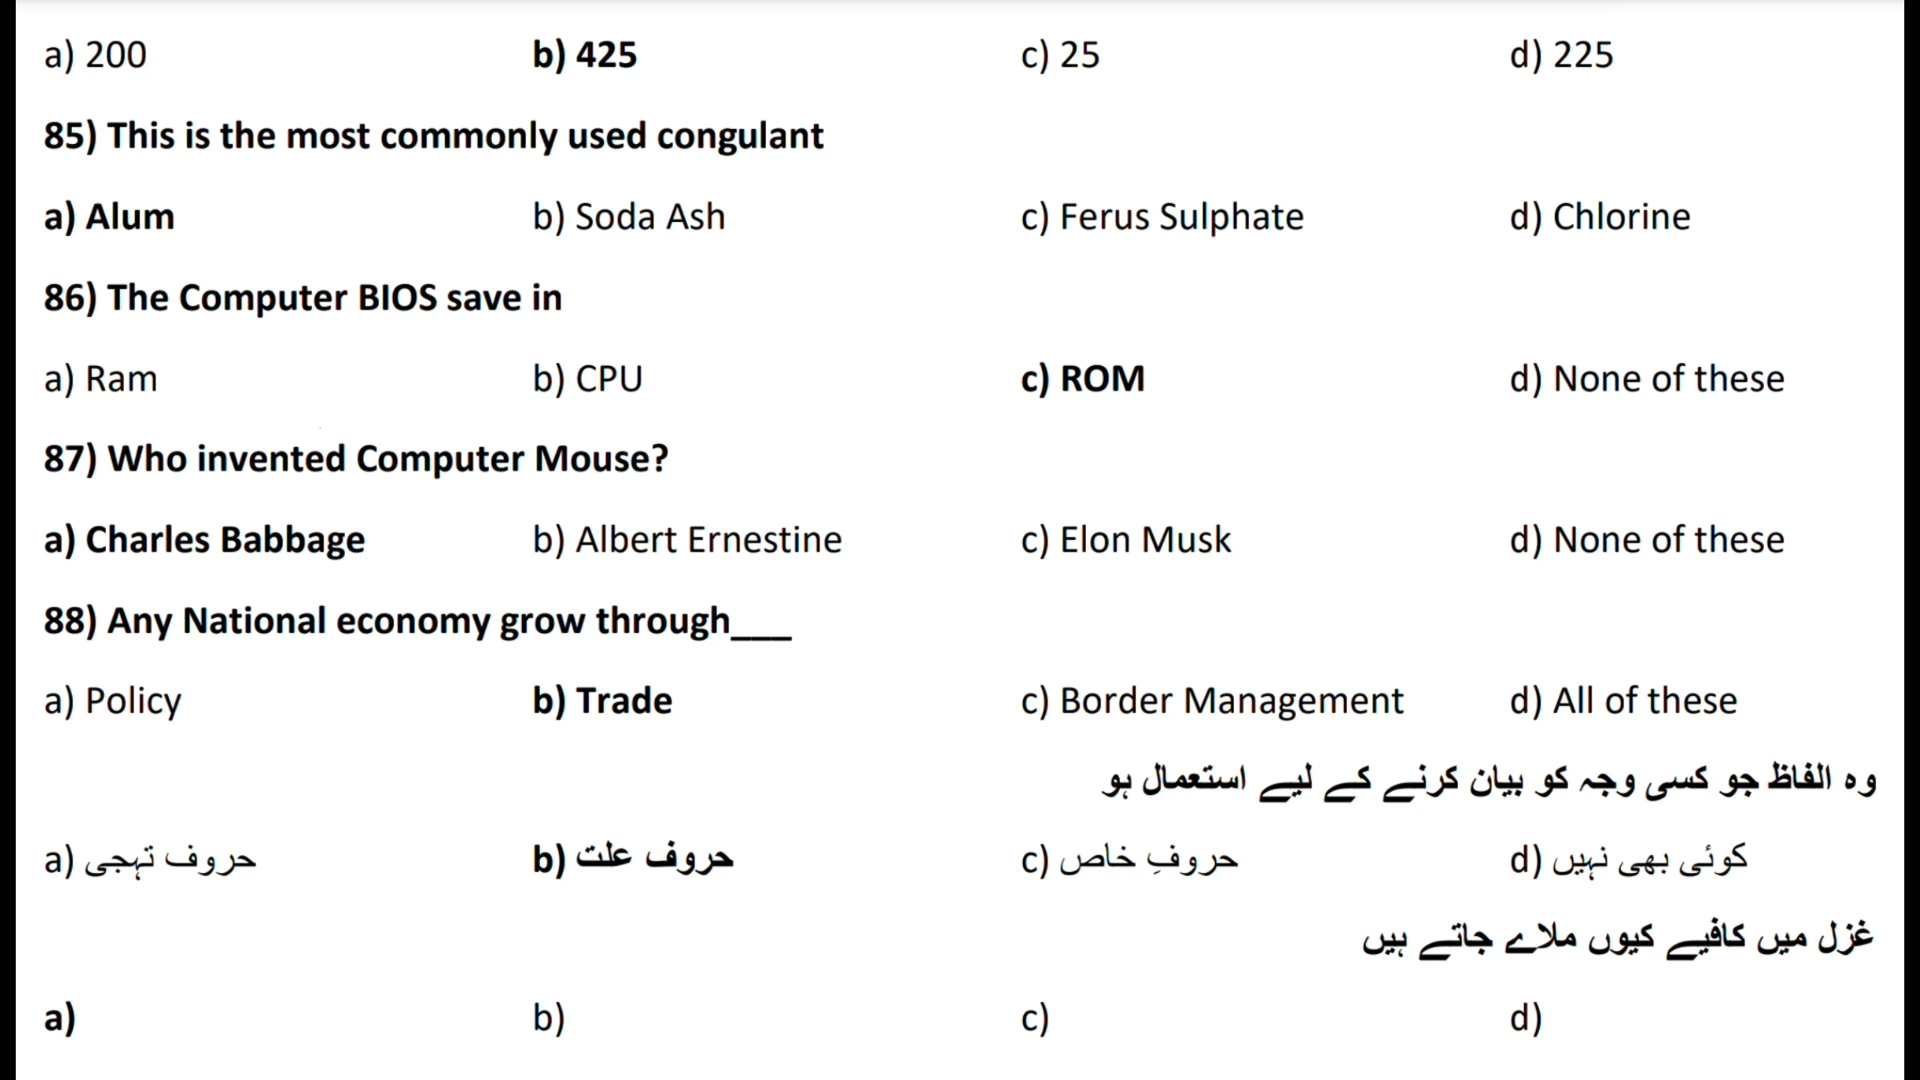 a) 200 b) 425 c) 25 d) 225
85) This is the most commonly used congulant
a) Alum b) Soda Ash c) Ferus Sulphate d) Chlorine
86) The Computer BIOS save in
a) Ram b) CPU c) ROM d) None of these
87) Who invented Computer Mouse?
a) Charles Babbage b) Albert Ernestine c) Elon Musk d) None of these
88) Any National economy grow through___
a) Policy b) Trade c) Border Management d) All of these
وہ الفاظ جو کسی وجہ کو بیان کرنے کے لیے استعمال ہو
a) حروف تہجی b) حروف علت c) حروفِ خاص d) کوئی بھی نہیں
غزل میں کافیے کیوں ملاے جاتے ہیں
a) b) c) d)